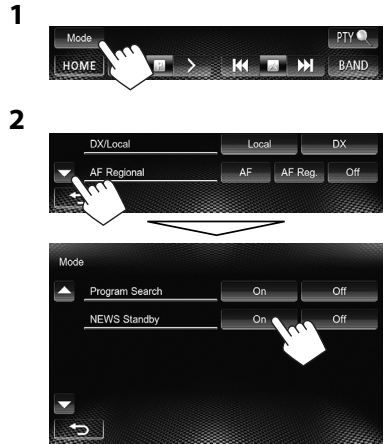 1
Mode PTY
HOME P BAND
2
DX/Local Local DX
AF Regional AF AF Reg. Off
Mode
Program Search On Off
NEWS Standby On Off